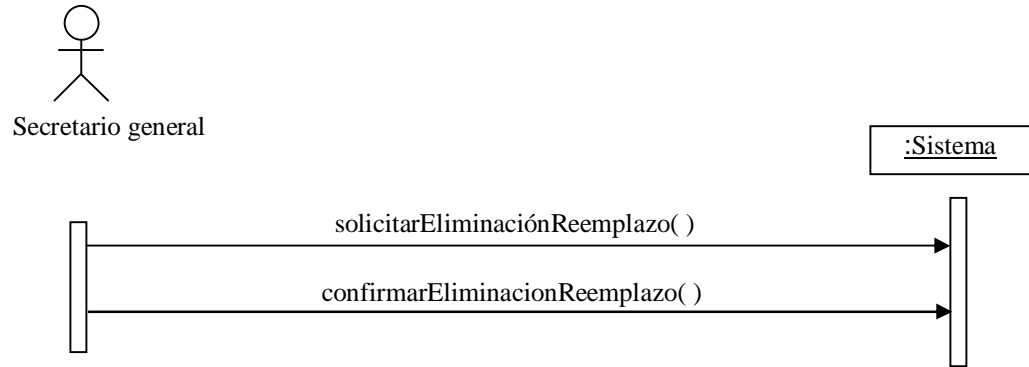 Secretario general
:Sistema
solicitarEliminaciónReemplazo( )
confirmarEliminacionReemplazo( )